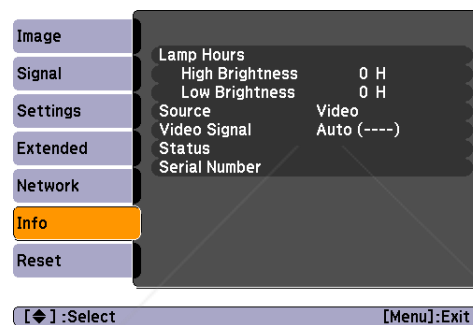 Image
Signal
Settings
Extended
Network
Info
Reset
Lamp Hours
High Brightness 0 H
Low Brightness 0 H
Source Video
Video Signal Auto (----)
Status
Serial Number
[◆] :Select [Menu]:Exit